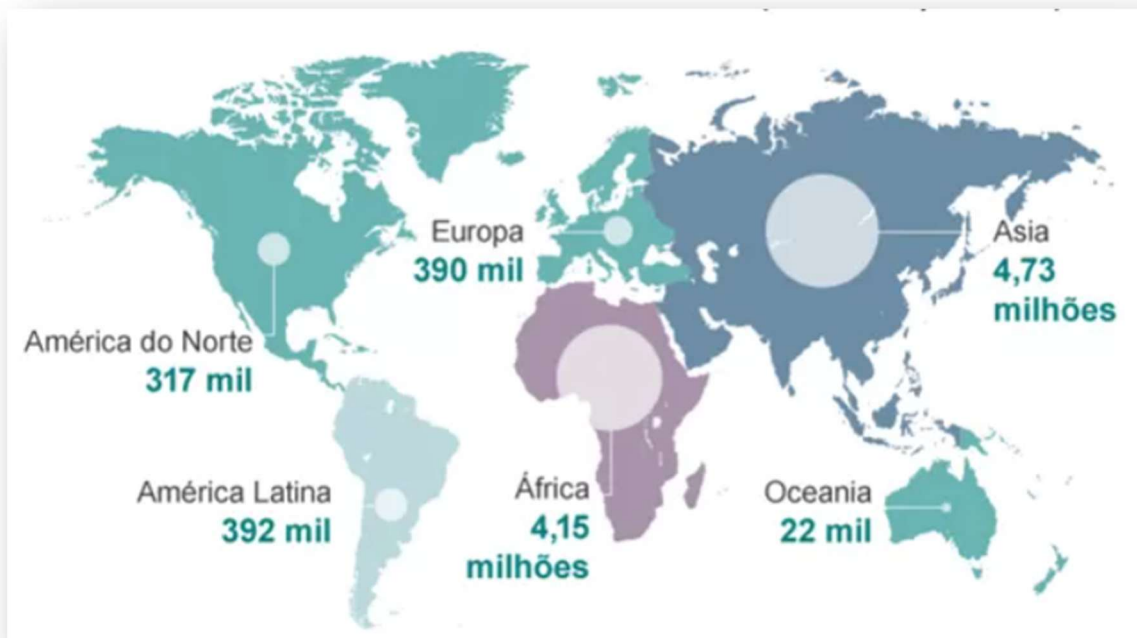 Europa
390 mil
Asia
4,73
milhões
América do Norte
317 mil
América Latina
392 mil
África
4,15
milhões
Oceania
22 mil